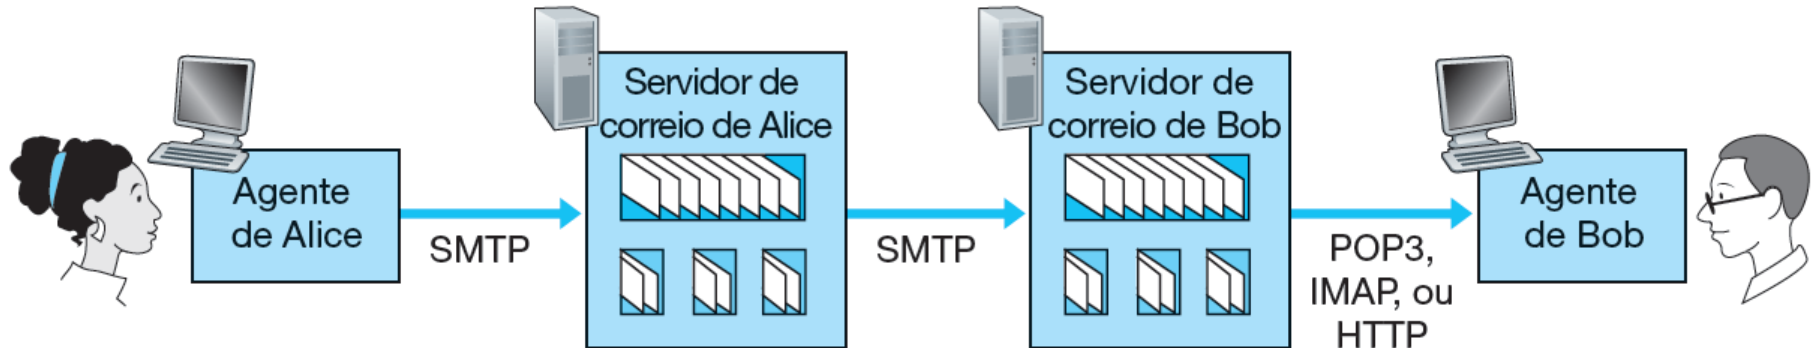 Agente
de Alice
SMTP
Servidor de
correio de Alice
SMTP
Servidor de
correio de Bob
POP3,
IMAP, ou
HTTP
Agente
de Bob